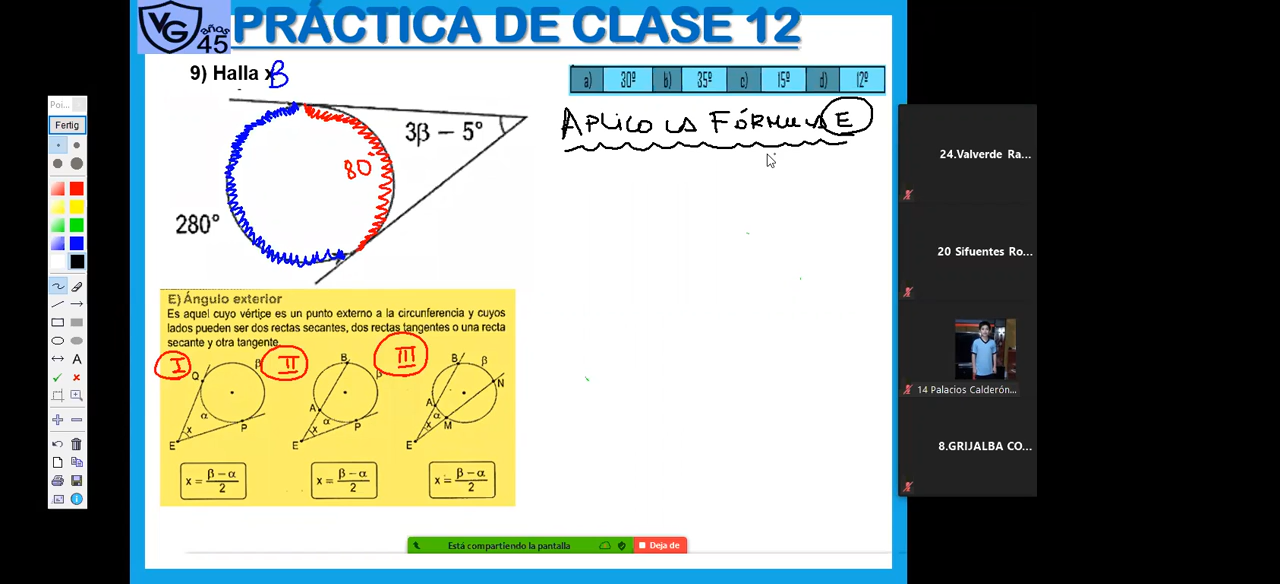 VG años 45 PRÁCTICA DE CLASE 12
9) Halla x B
a) 30º b) 35º c) 15º d) 12º
APLICO LA FÓRMULA E
3β − 5°
80
280°
Fertig
E) Ángulo exterior
Es aquel cuyo vértice es un punto externo a la circunferencia y cuyos
lados pueden ser dos rectas secantes, dos rectas tangentes o una recta
secante y otra tangente.
I II III
Q β α x P E
B β A α x P E
B β N A α M x E
x = β − α / 2
x = β − α / 2
x = β − α / 2
24.Valverde Ra...
20 Sifuentes Ro...
14 Palacios Calderón...
8.GRIJALBA CO...
Está compartiendo la pantalla
Deja de